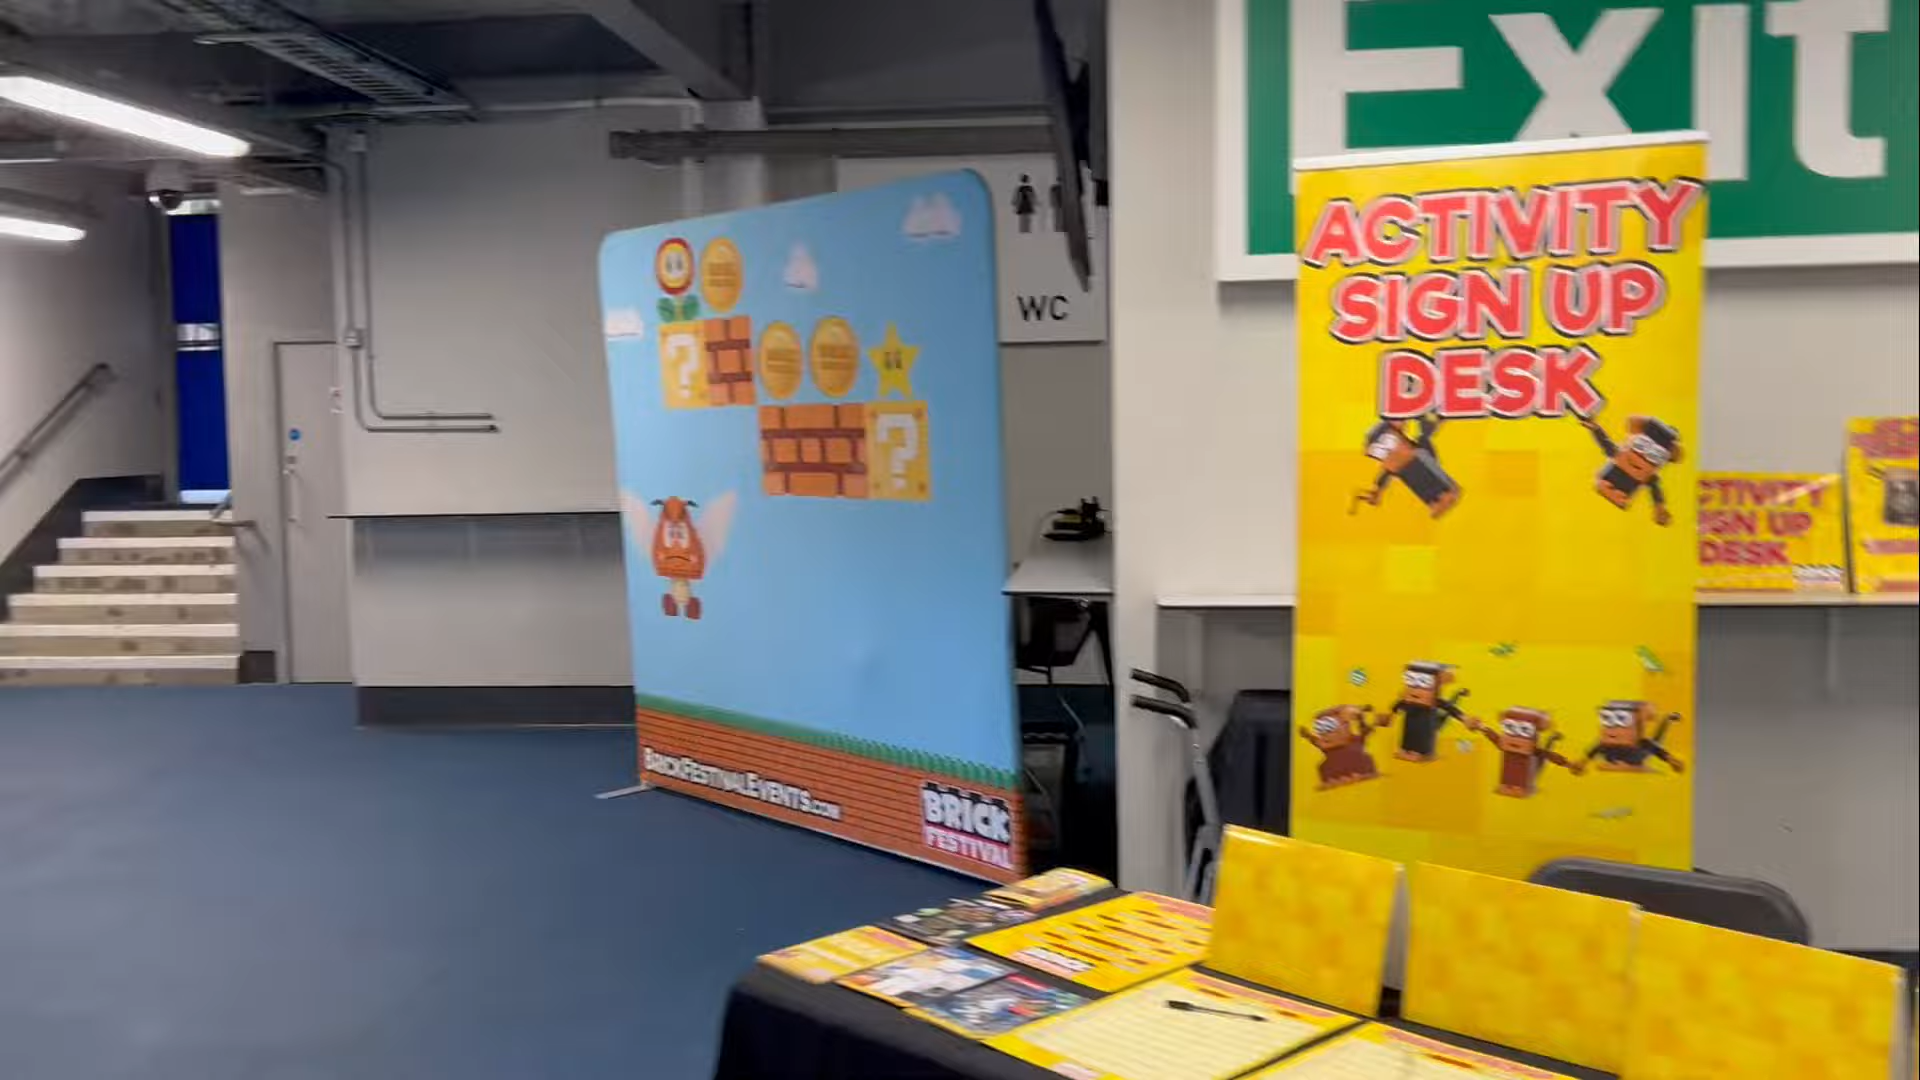 Exit
WC
ACTIVITY
SIGN UP
DESK
?
?
ACTIVITY
SIGN UP
DESK
BRICKFESTIVALEVENTS.COM
BRICK
FESTIVAL